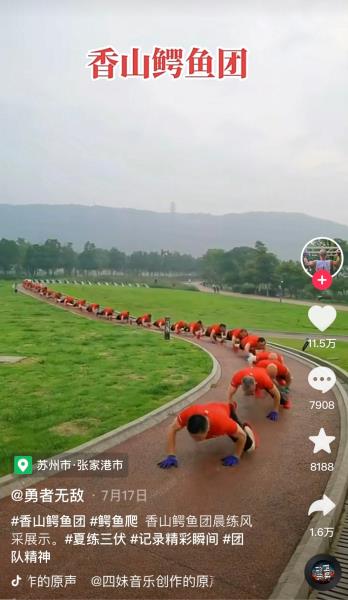 香山鳄鱼团
11.5万
7908
8188
1.6万
苏州市·张家港市
@勇者无敌 · 7月17日
#香山鳄鱼团 #鳄鱼爬 香山鳄鱼团晨练风
采展示。#夏练三伏 #记录精彩瞬间 #团
队精神
作的原声 @四妹音乐创作的原声